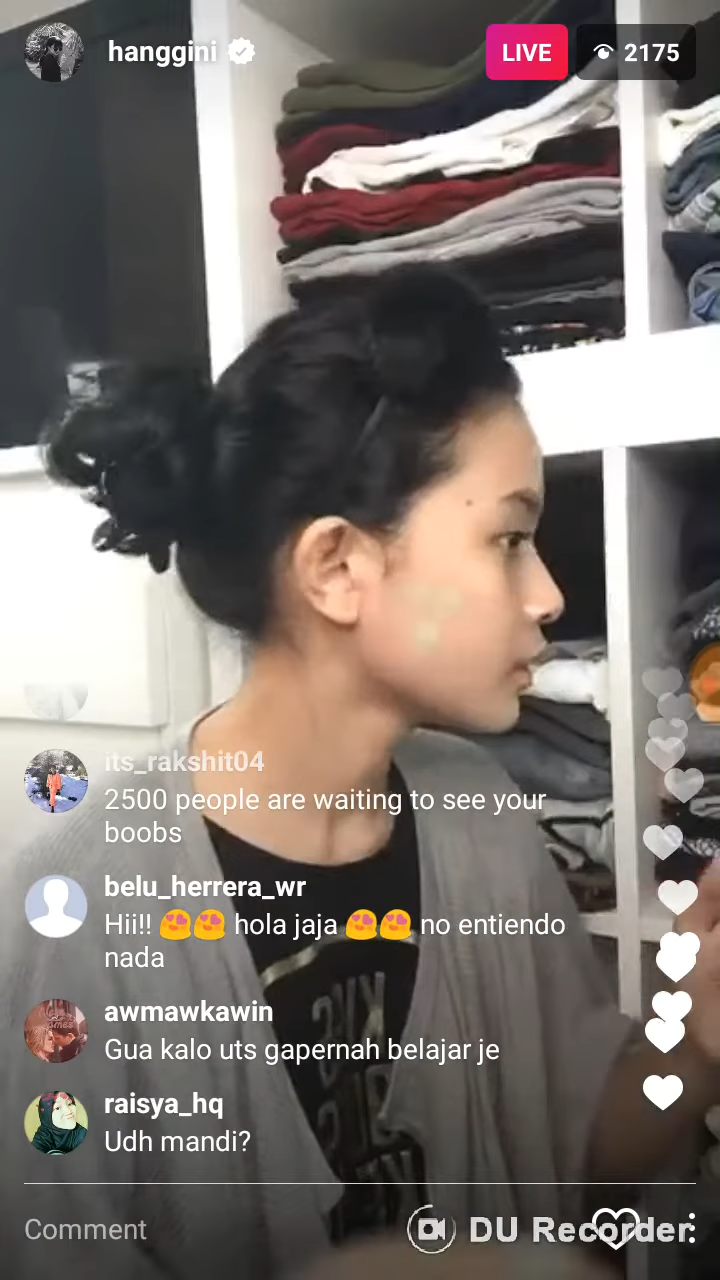 hanggini
LIVE
2175
its_rakshit04
2500 people are waiting to see your
boobs
belu_herrera_wr
Hii!! 😍😍 hola jaja 😍😍 no entiendo
nada
awmawkawin
Gua kalo uts gapernah belajar je
raisya_hq
Udh mandi?
Comment
DU Recorder